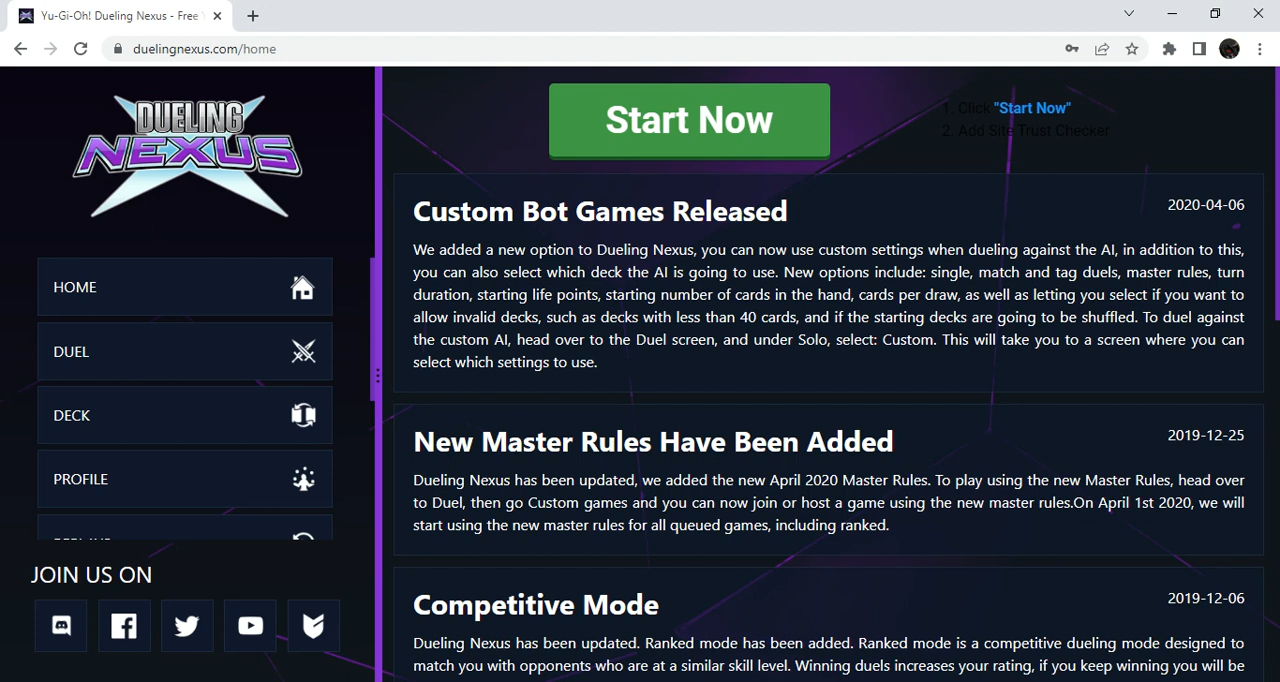 Yu-Gi-Oh! Dueling Nexus - Free
duelingnexus.com/home
DUELING
NEXUS
HOME
DUEL
DECK
PROFILE
JOIN US ON
Start Now
1. Click "Start Now"
2. Add Site Trust Checker
Custom Bot Games Released
2020-04-06
We added a new option to Dueling Nexus, you can now use custom settings when dueling against the AI, in addition to this,
you can also select which deck the AI is going to use. New options include: single, match and tag duels, master rules, turn
duration, starting life points, starting number of cards in the hand, cards per draw, as well as letting you select if you want to
allow invalid decks, such as decks with less than 40 cards, and if the starting decks are going to be shuffled. To duel against
the custom AI, head over to the Duel screen, and under Solo, select: Custom. This will take you to a screen where you can
select which settings to use.
New Master Rules Have Been Added
2019-12-25
Dueling Nexus has been updated, we added the new April 2020 Master Rules. To play using the new Master Rules, head over
to Duel, then go Custom games and you can now join or host a game using the new master rules.On April 1st 2020, we will
start using the new master rules for all queued games, including ranked.
Competitive Mode
2019-12-06
Dueling Nexus has been updated. Ranked mode has been added. Ranked mode is a competitive dueling mode designed to
match you with opponents who are at a similar skill level. Winning duels increases your rating, if you keep winning you will be